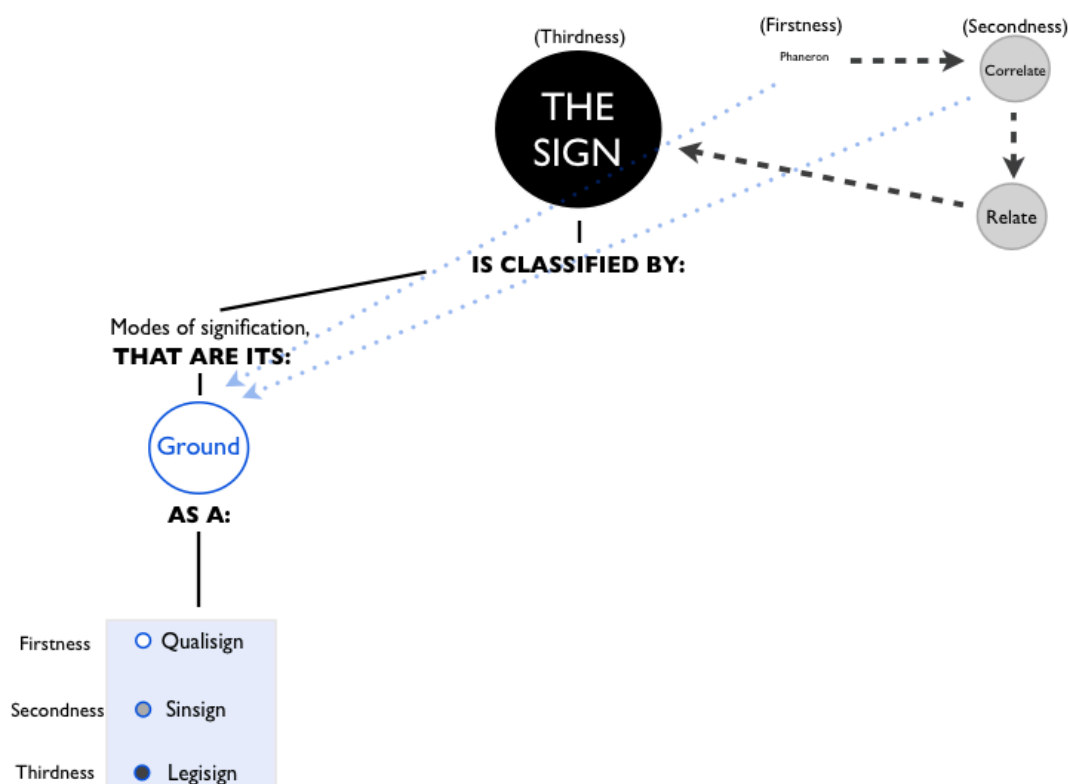 (Thirdness)
(Firstness)
(Secondness)
Phaneron
Correlate
THE
SIGN
Relate
IS CLASSIFIED BY:
Modes of signification,
THAT ARE ITS:
Ground
AS A:
Firstness
Qualisign
Secondness
Sinsign
Thirdness
Legisign